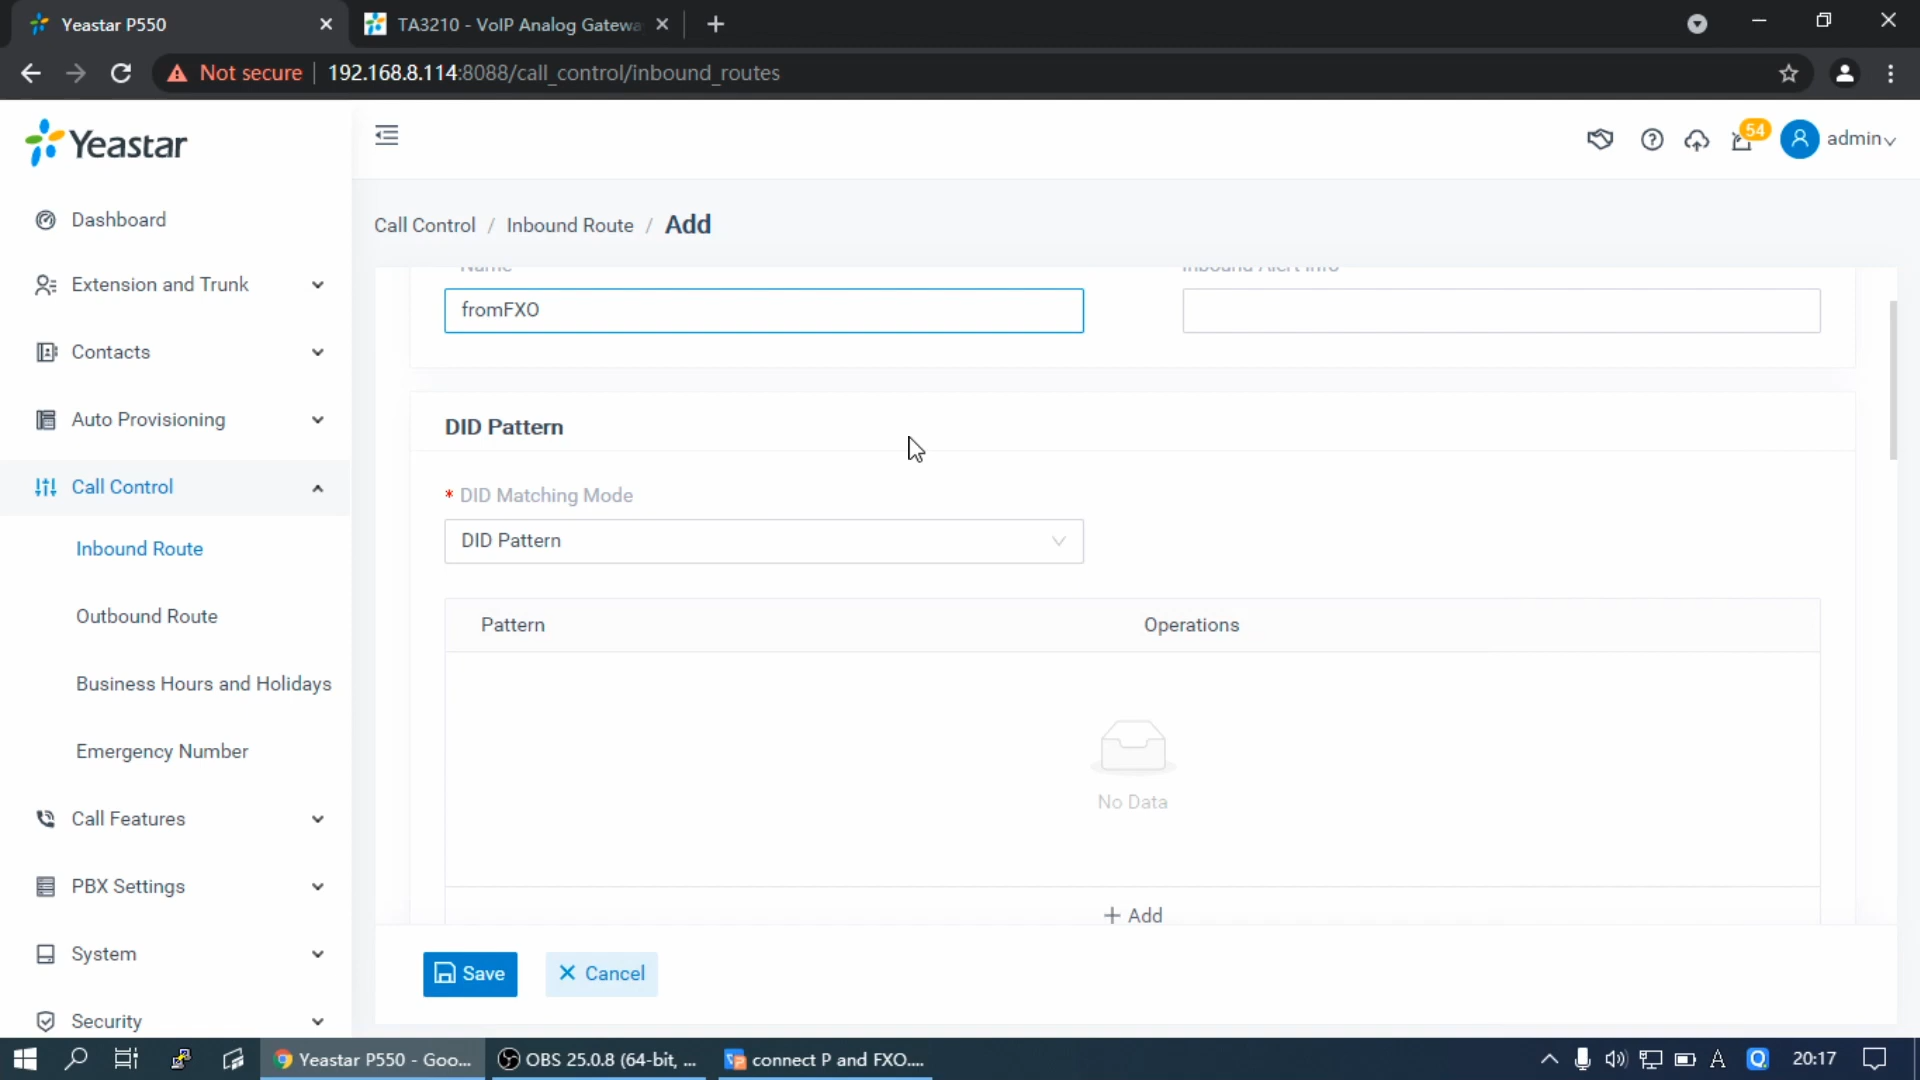 Yeastar P550
TA3210 - VoIP Analog Gatewa
Not secure
192.168.8.114:8088/call_control/inbound_routes
Yeastar
54
admin
Dashboard
Extension and Trunk
Contacts
Auto Provisioning
Call Control
Inbound Route
Outbound Route
Business Hours and Holidays
Emergency Number
Call Features
PBX Settings
System
Security
Call Control / Inbound Route / Add
Name
Inbound Alert Info
fromFXO
DID Pattern
* DID Matching Mode
DID Pattern
Pattern
Operations
No Data
+ Add
Save
Cancel
Yeastar P550 - Goo...
OBS 25.0.8 (64-bit, ...
connect P and FXO....
A
Q
20:17